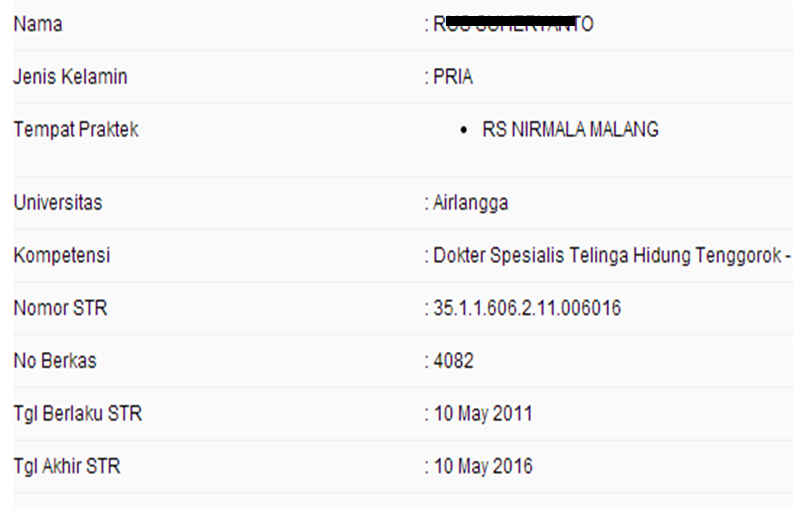 Nama :
Jenis Kelamin : PRIA
Tempat Praktek • RS NIRMALA MALANG
Universitas : Airlangga
Kompetensi : Dokter Spesialis Telinga Hidung Tenggorok -
Nomor STR : 35.1.1.606.2.11.006016
No Berkas : 4082
Tgl Berlaku STR : 10 May 2011
Tgl Akhir STR : 10 May 2016